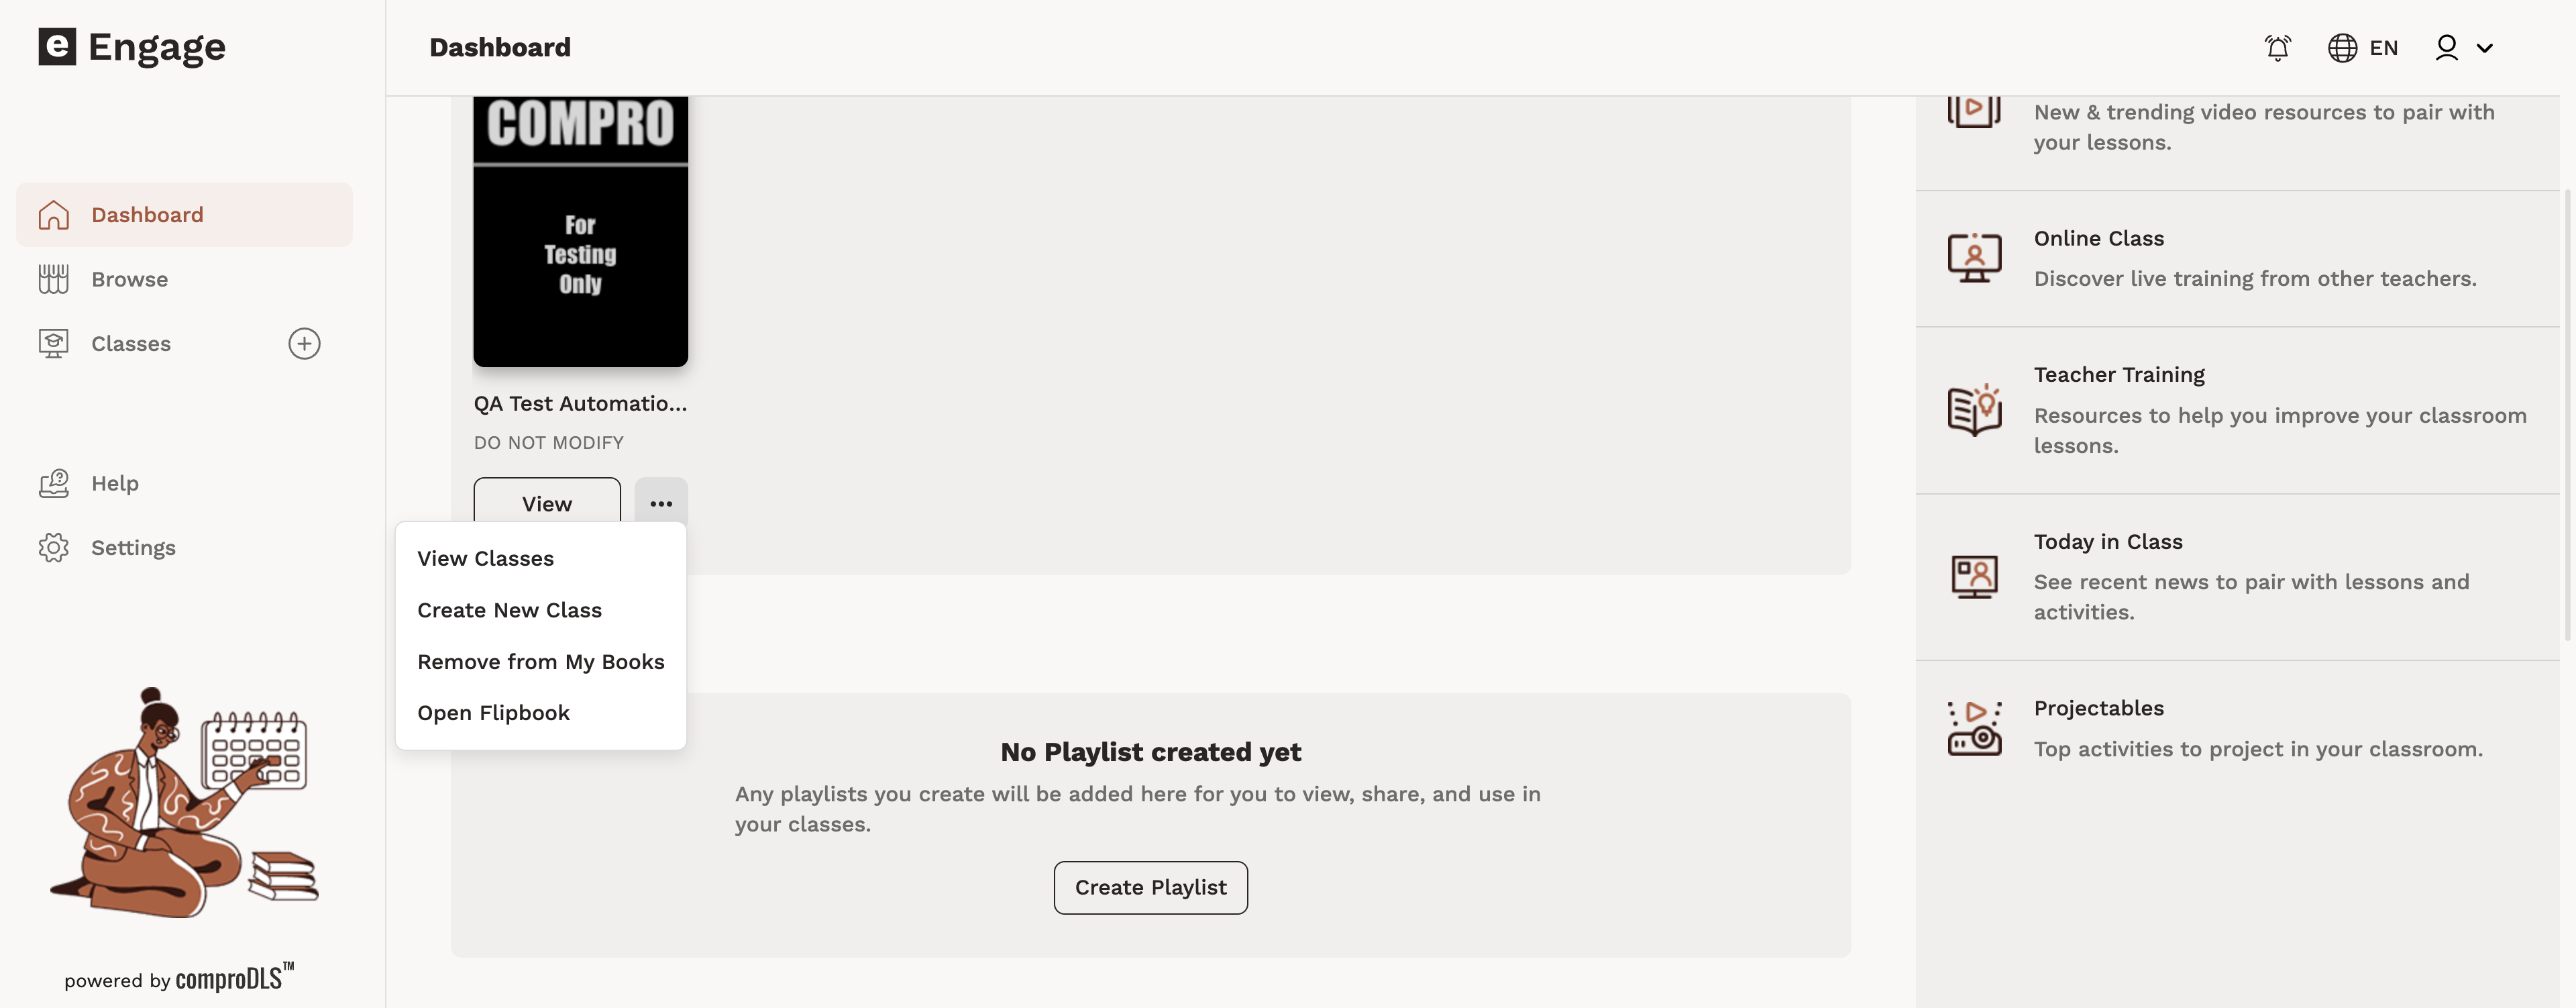 e Engage
Dashboard
EN
Dashboard
Browse
Classes
Help
Settings
powered by comproDLS™
COMPRO
For
Testing
Only
QA Test Automatio...
DO NOT MODIFY
View
View Classes
Create New Class
Remove from My Books
Open Flipbook
No Playlist created yet
Any playlists you create will be added here for you to view, share, and use in
your classes.
Create Playlist
New & trending video resources to pair with
your lessons.
Online Class
Discover live training from other teachers.
Teacher Training
Resources to help you improve your classroom
lessons.
Today in Class
See recent news to pair with lessons and
activities.
Projectables
Top activities to project in your classroom.